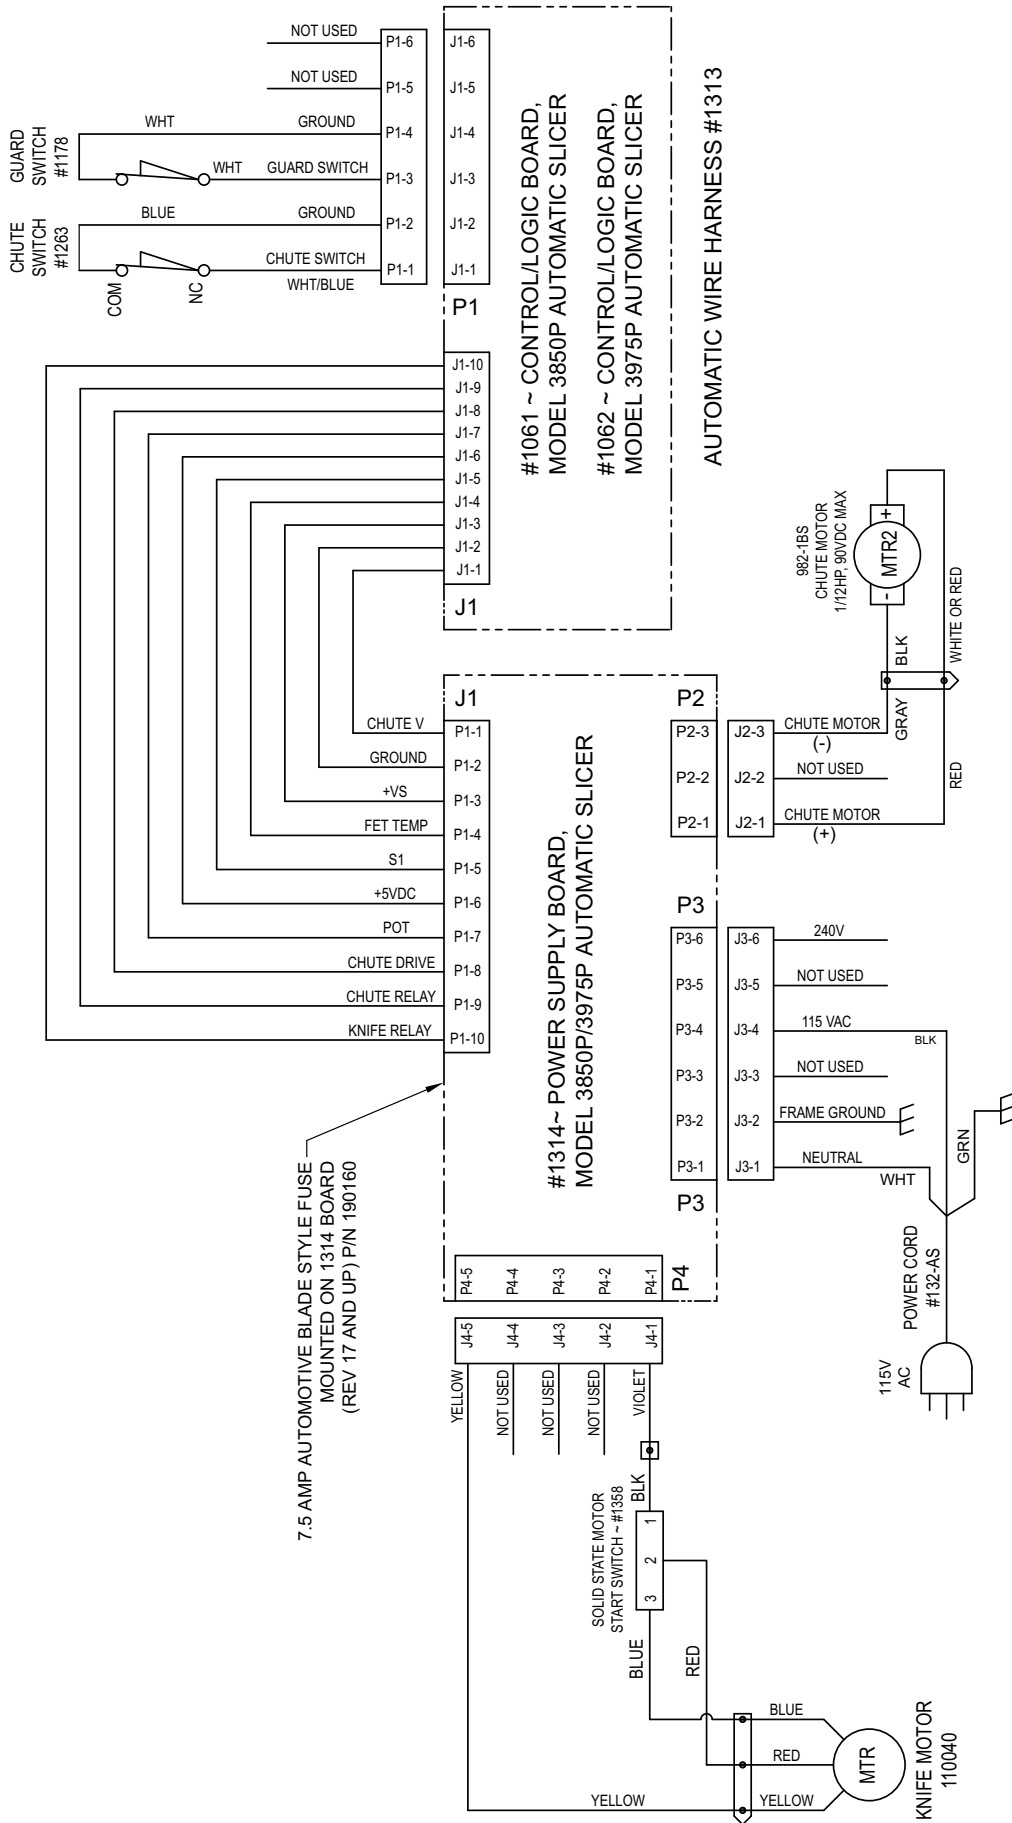 NOT USED
NOT USED
GUARD
SWITCH
#1178
WHT
GROUND
WHT
GUARD SWITCH
CHUTE
SWITCH
#1263
BLUE
GROUND
CHUTE SWITCH
WHT/BLUE
COM
NC
P1-6
P1-5
P1-4
P1-3
P1-2
P1-1
J1-6
J1-5
J1-4
J1-3
J1-2
J1-1
P1
#1061 ~ CONTROL/LOGIC BOARD,
MODEL 3850P AUTOMATIC SLICER
#1062 ~ CONTROL/LOGIC BOARD,
MODEL 3975P AUTOMATIC SLICER
AUTOMATIC WIRE HARNESS #1313
J1-10
J1-9
J1-8
J1-7
J1-6
J1-5
J1-4
J1-3
J1-2
J1-1
J1
J1
CHUTE V
GROUND
+VS
FET TEMP
S1
+5VDC
POT
CHUTE DRIVE
CHUTE RELAY
KNIFE RELAY
P1-1
P1-2
P1-3
P1-4
P1-5
P1-6
P1-7
P1-8
P1-9
P1-10
#1314~ POWER SUPPLY BOARD,
MODEL 3850P/3975P AUTOMATIC SLICER
P2
P2-3
P2-2
P2-1
J2-3
J2-2
J2-1
CHUTE MOTOR
(-)
NOT USED
CHUTE MOTOR
(+)
982-1BS
CHUTE MOTOR
1/12HP, 90VDC MAX
MTR2
+
-
BLK
WHITE OR RED
GRAY
RED
P3
P3-6
P3-5
P3-4
P3-3
P3-2
P3-1
P3
J3-6
J3-5
J3-4
J3-3
J3-2
J3-1
240V
NOT USED
115 VAC
BLK
NOT USED
FRAME GROUND
NEUTRAL
WHT
GRN
POWER CORD
#132-AS
115V
AC
7.5 AMP AUTOMOTIVE BLADE STYLE FUSE
MOUNTED ON 1314 BOARD
(REV 17 AND UP) P/N 190160
P4-5
P4-4
P4-3
P4-2
P4-1
P4
J4-5
J4-4
J4-3
J4-2
J4-1
YELLOW
NOT USED
NOT USED
NOT USED
VIOLET
BLK
SOLID STATE MOTOR
START SWITCH ~ #1358
1
2
3
BLUE
RED
BLUE
RED
YELLOW
YELLOW
MTR
KNIFE MOTOR
110040